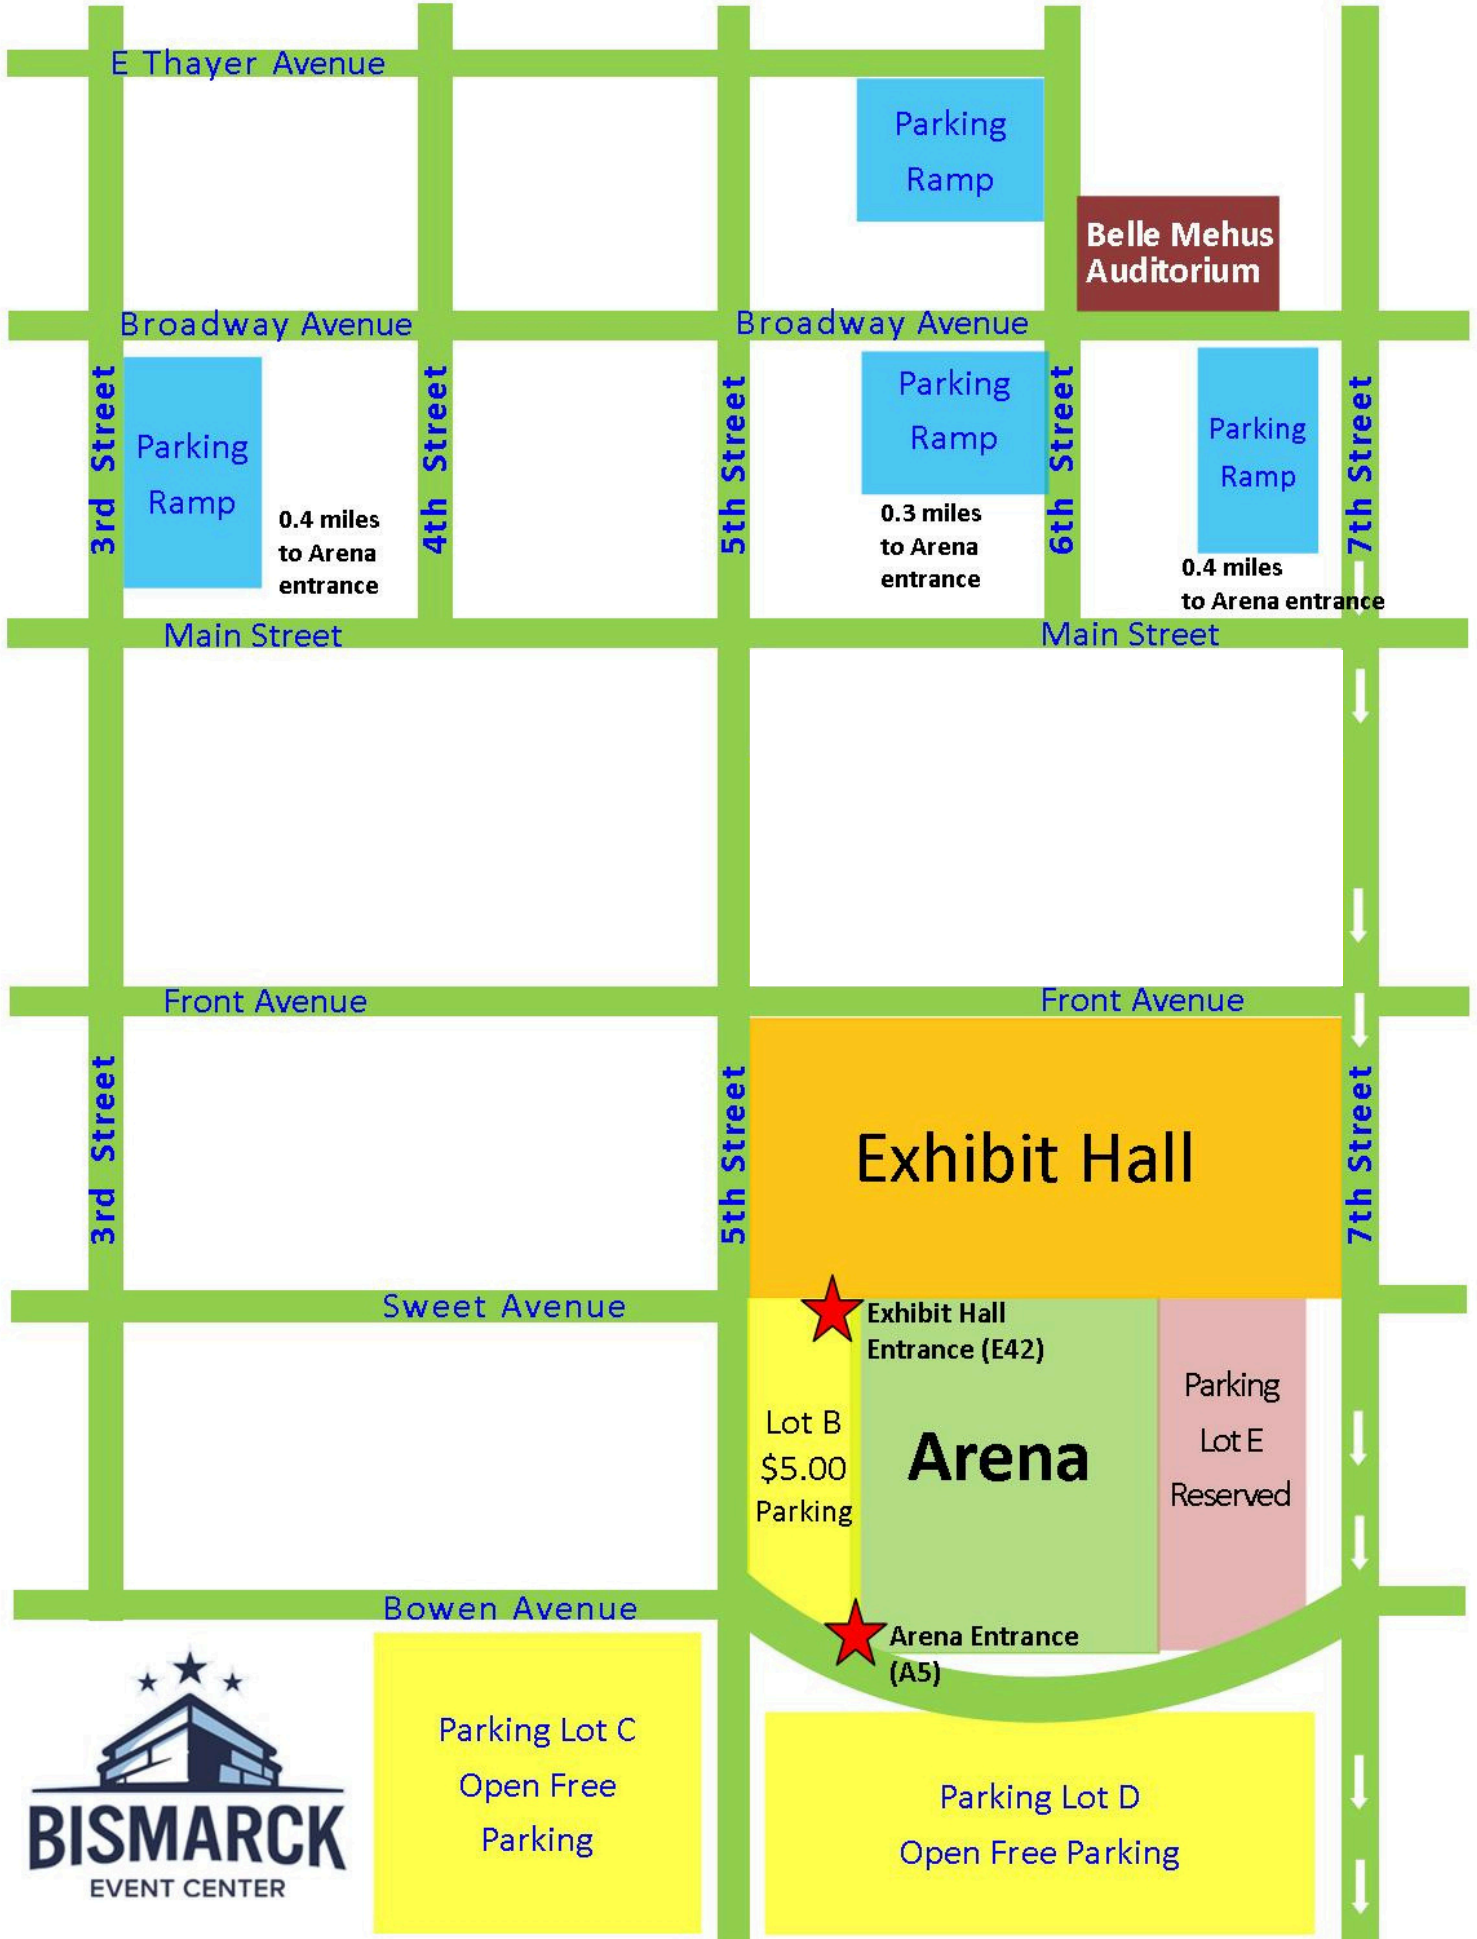 E Thayer Avenue
Parking
Ramp
Belle Mehus
Auditorium
Broadway Avenue
Broadway Avenue
3rd Street
Parking
Ramp
0.4 miles
to Arena
entrance
4th Street
5th Street
Parking
Ramp
0.3 miles
to Arena
entrance
6th Street
Parking
Ramp
0.4 miles
to Arena entrance
7th Street
Main Street
Main Street
Front Avenue
Front Avenue
3rd Street
5th Street
Exhibit Hall
7th Street
Sweet Avenue
Exhibit Hall
Entrance (E42)
Lot B
$5.00
Parking
Arena
Parking
Lot E
Reserved
Bowen Avenue
Arena Entrance
(A5)
Parking Lot C
Open Free
Parking
Parking Lot D
Open Free Parking
BISMARCK
EVENT CENTER